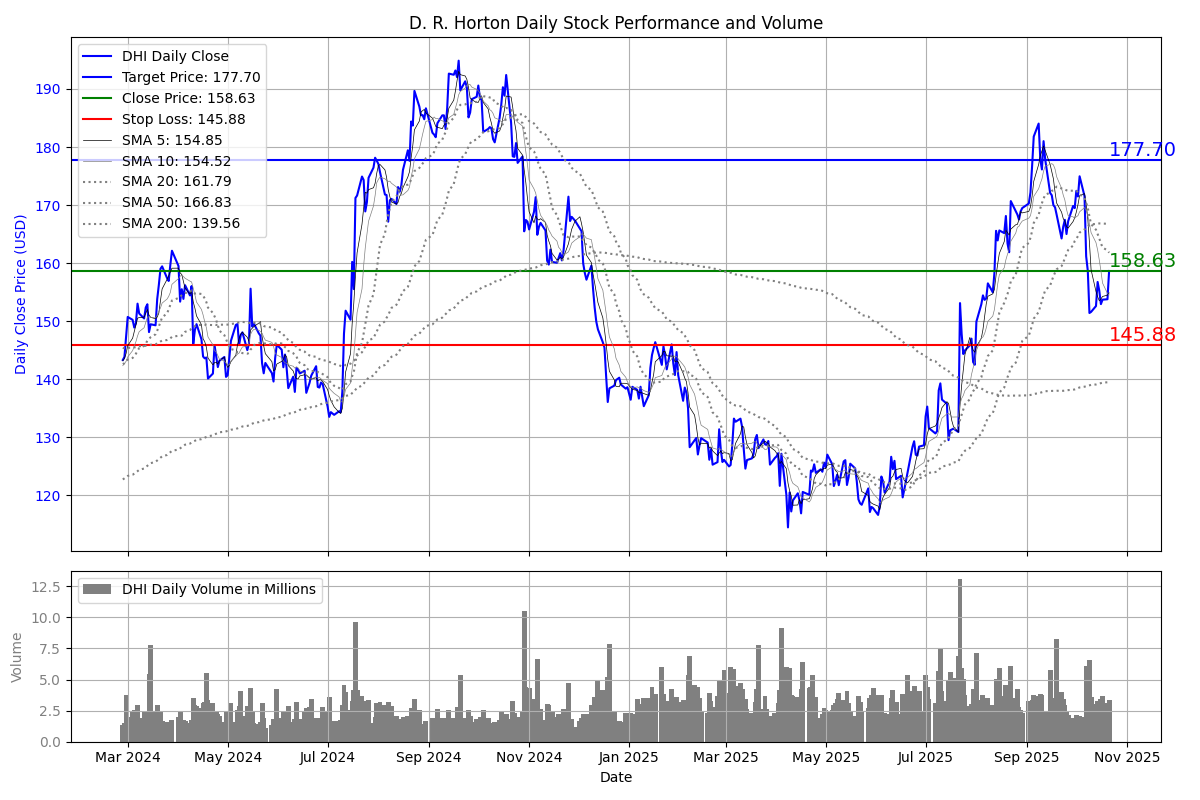 D. R. Horton Daily Stock Performance and Volume
DHI Daily Close
Target Price: 177.70
Close Price: 158.63
Stop Loss: 145.88
SMA 5: 154.85
SMA 10: 154.52
SMA 20: 161.79
SMA 50: 166.83
SMA 200: 139.56
Daily Close Price (USD)
190
180
170
160
150
140
130
120
177.70
158.63
145.88
DHI Daily Volume in Millions
Volume
12.5
10.0
7.5
5.0
2.5
0.0
Mar 2024 May 2024 Jul 2024 Sep 2024 Nov 2024 Jan 2025 Mar 2025 May 2025 Jul 2025 Sep 2025 Nov 2025
Date